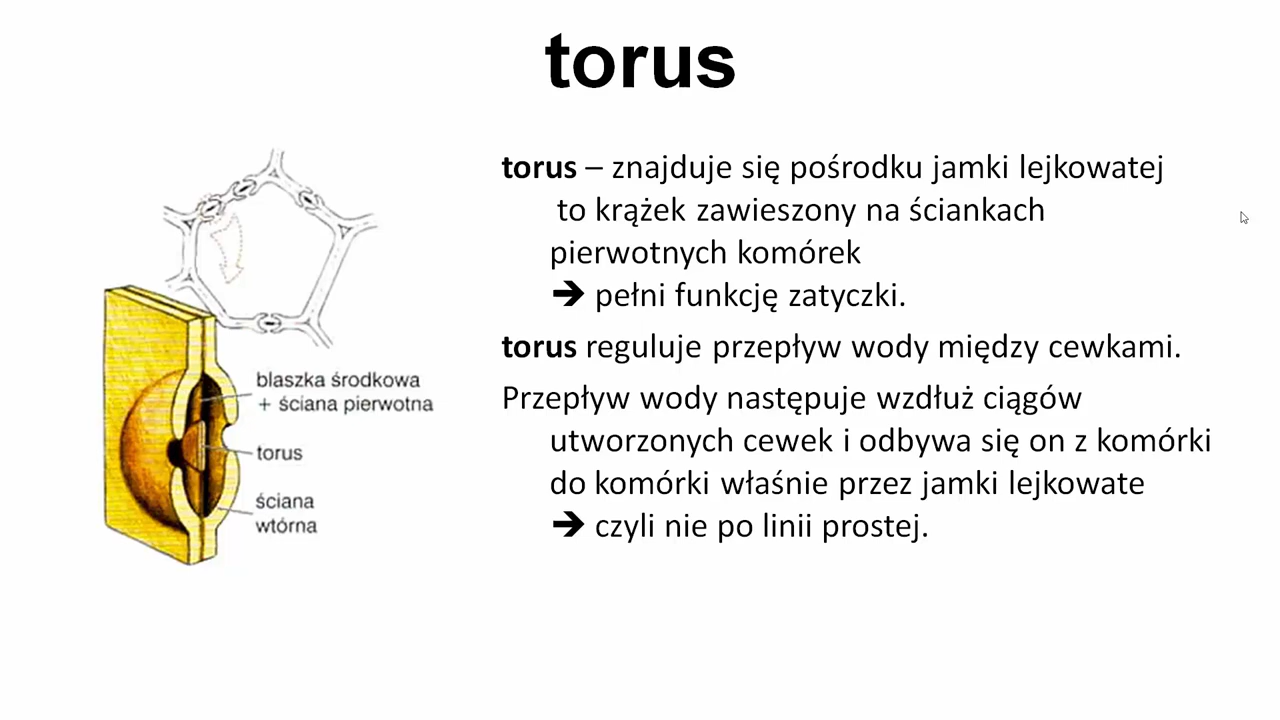 torus
torus – znajduje się pośrodku jamki lejkowatej
to krążek zawieszony na ściankach
pierwotnych komórek
➔ pełni funkcję zatyczki.
torus reguluje przepływ wody między cewkami.
Przepływ wody następuje wzdłuż ciągów
utworzonych cewek i odbywa się on z komórki
do komórki właśnie przez jamki lejkowate
➔ czyli nie po linii prostej.
blaszka środkowa
+ ściana pierwotna
torus
ściana
wtórna